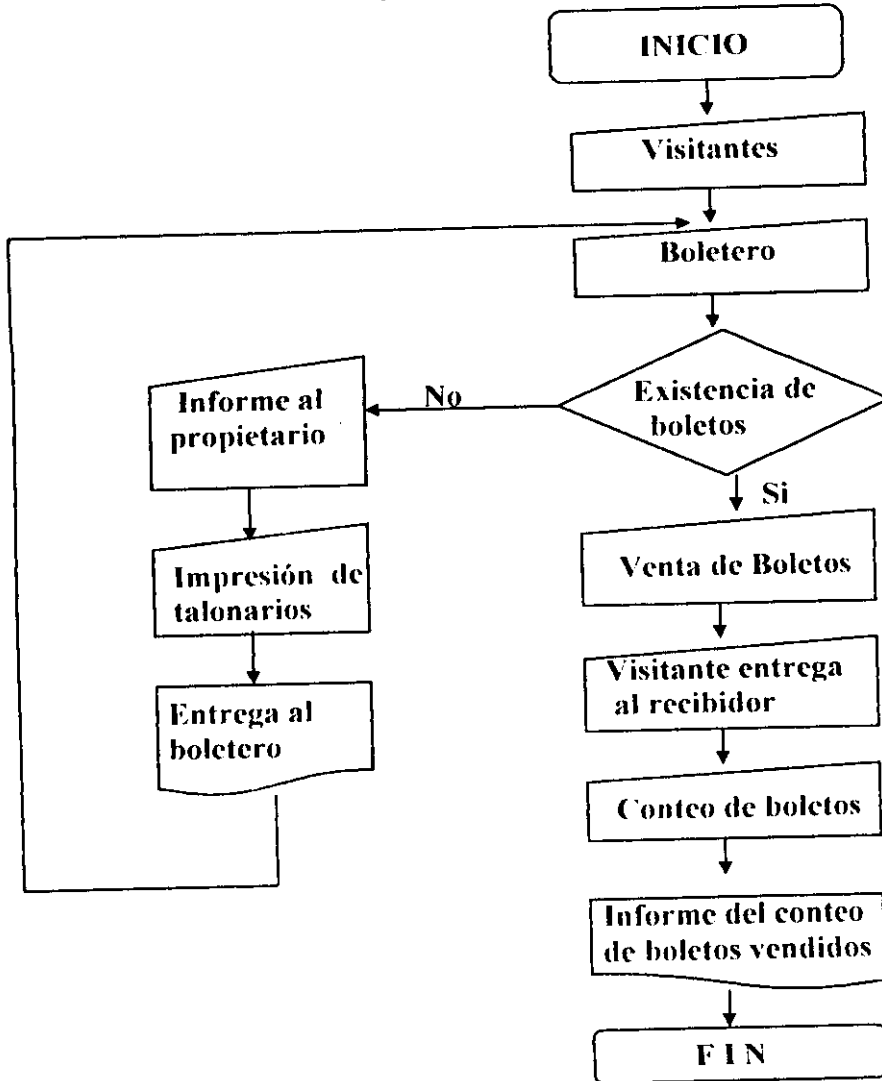 INICIO
Visitantes
Boletero
Existencia de
boletos
No
Informe al
propietario
Impresión de
talonarios
Entrega al
boletero
Si
Venta de Boletos
Visitante entrega
al recibidor
Conteo de boletos
Informe del conteo
de boletos vendidos
F I N